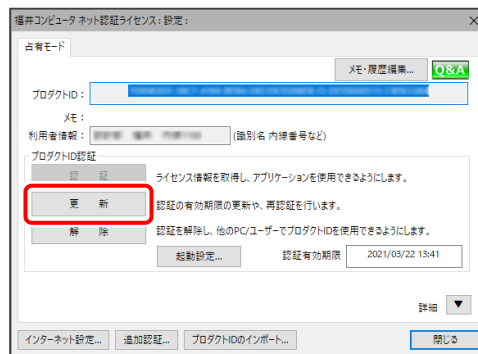 福井コンピュータ ネット認証ライセンス : 設定 :
占有モード
メモ・履歴編集... Q&A
プロダクトID :
メモ :
利用者情報 : (識別名 内線番号など)
プロダクトID認証
認 証 ライセンス情報を取得し、アプリケーションを使用できるようにします。
更 新 認証の有効期限の更新や、再認証を行います。
解 除 認証を解除し、他のPC/ユーザーでプロダクトIDを使用できるようにします。
起動設定... 認証有効期限 2021/03/22 13:41
詳細 ▼
インターネット設定... 追加認証... プロダクトIDのインポート... 閉じる